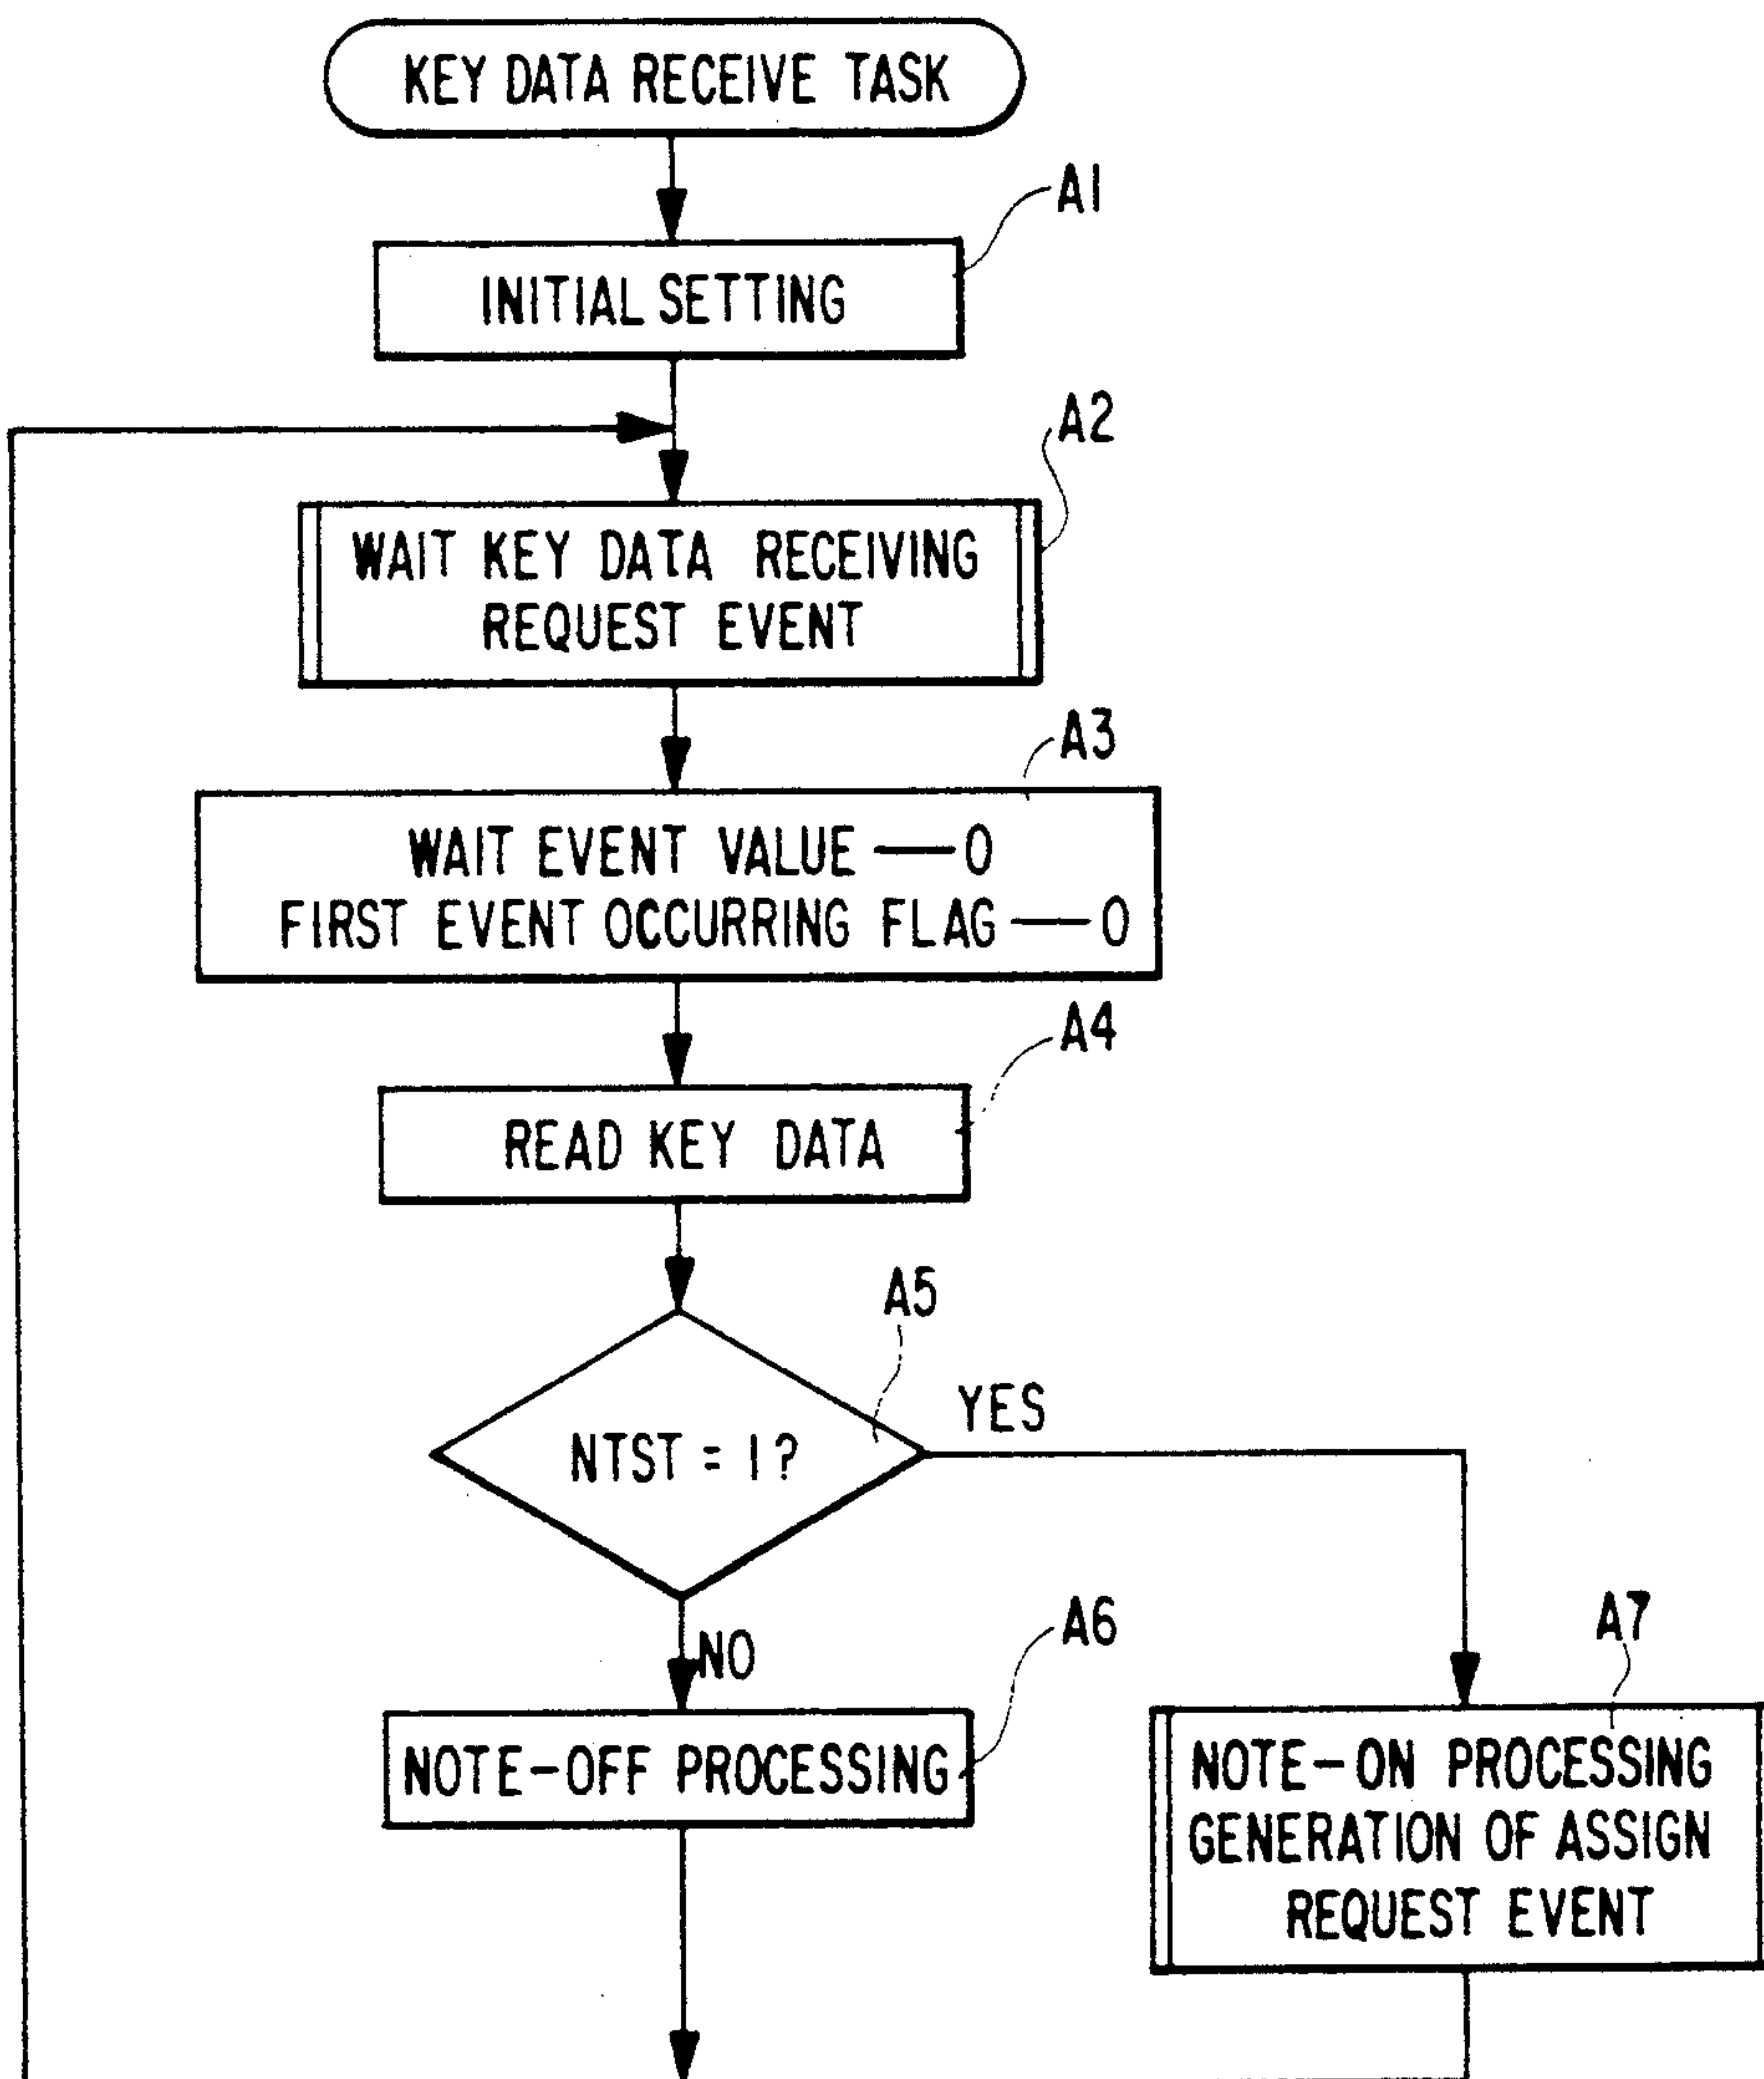 KEY DATA RECEIVE TASK
A1
INITIAL SETTING
A2
WAIT KEY DATA RECEIVING
REQUEST EVENT
A3
WAIT EVENT VALUE — 0
FIRST EVENT OCCURRING FLAG — 0
A4
READ KEY DATA
A5
NTST = 1 ?
YES
NO
A6
NOTE-OFF PROCESSING
A7
NOTE-ON PROCESSING
GENERATION OF ASSIGN
REQUEST EVENT